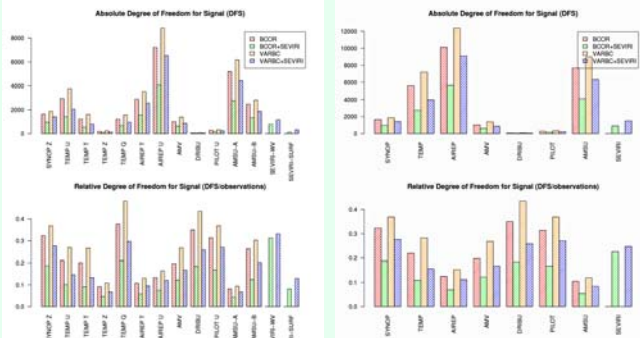 Absolute Degree of Freedom for Signal (DFS)
8000
6000
4000
2000
0
BCOR
BCOR+SEVIRI
VARBC
VARBC+SEVIRI
SYNOP Z
TEMP U
TEMP T
TEMP Z
TEMP Q
AIREP T
AIREP U
AMV
DRIBU
PILOT U
AMSU-A
AMSU-B
SEVIRI-WV
SEVIRI-SURF
Absolute Degree of Freedom for Signal (DFS)
12000
10000
8000
6000
4000
2000
0
BCOR
BCOR+SEVIRI
VARBC
VARBC+SEVIRI
SYNOP
TEMP
AIREP
AMV
DRIBU
PILOT
AMSU
SEVIRI
Relative Degree of Freedom for Signal (DFS/observations)
0.4
0.3
0.2
0.1
0.0
SYNOP Z
TEMP U
TEMP T
TEMP Z
TEMP Q
AIREP T
AIREP U
AMV
DRIBU
PILOT U
AMSU-A
AMSU-B
Relative Degree of Freedom for Signal (DFS/observations)
0.4
0.3
0.2
0.1
0.0
SYNOP
TEMP
AIREP
AMV
DRIBU
PILOT
AMSU
SEVIRI